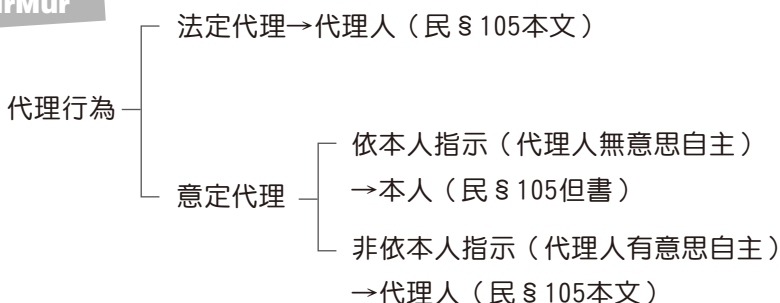 法定代理→代理人（民§105本文）
代理行為
依本人指示（代理人無意思自主）
意定代理
→本人（民§105但書）
非依本人指示（代理人有意思自主）
→代理人（民§105本文）